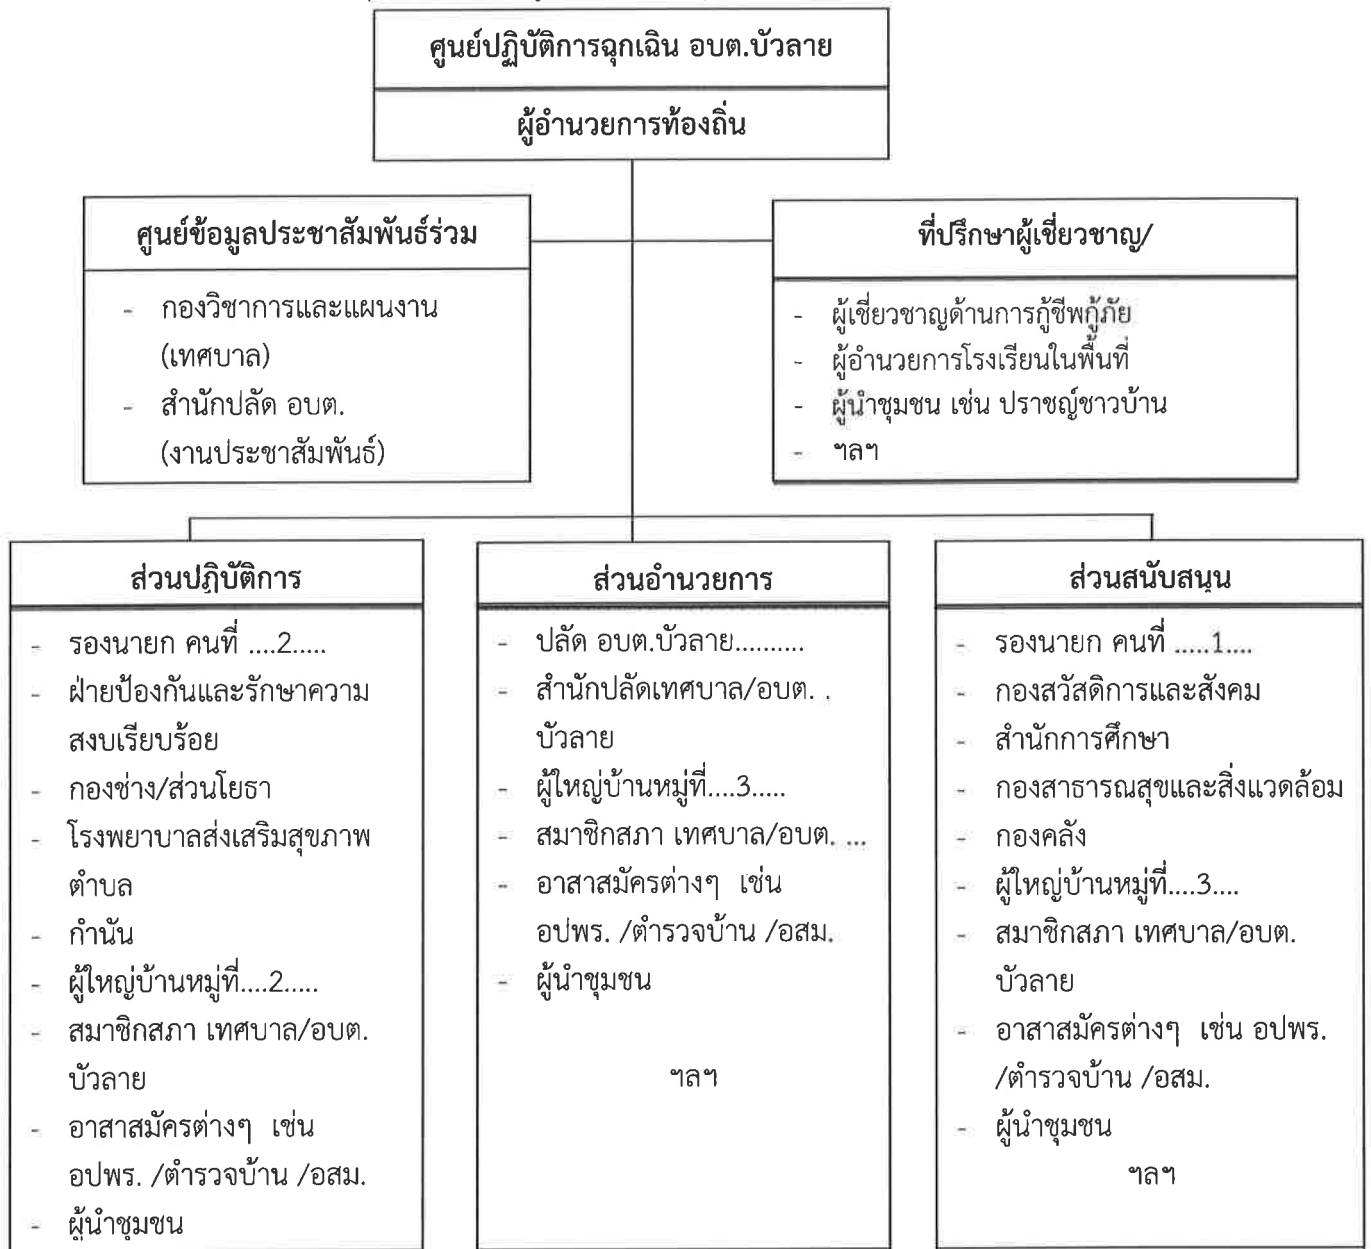 ศูนย์ปฏิบัติการฉุกเฉิน อบต.บัวลาย
ผู้อำนวยการท้องถิ่น
ศูนย์ข้อมูลประชาสัมพันธ์ร่วม
- กองวิชาการและแผนงาน
(เทศบาล)
- สำนักปลัด อบต.
(งานประชาสัมพันธ์)
ที่ปรึกษาผู้เชี่ยวชาญ/
- ผู้เชี่ยวชาญด้านการกู้ชีพกู้ภัย
- ผู้อำนวยการโรงเรียนในพื้นที่
- ผู้นำชุมชน เช่น ปราชญ์ชาวบ้าน
- ฯลฯ
ส่วนปฏิบัติการ
- รองนายก คนที่ ....2.....
- ฝ่ายป้องกันและรักษาความ
สงบเรียบร้อย
- กองช่าง/ส่วนโยธา
- โรงพยาบาลส่งเสริมสุขภาพ
ตำบล
- กำนัน
- ผู้ใหญ่บ้านหมู่ที่....2.....
- สมาชิกสภา เทศบาล/อบต.
บัวลาย
- อาสาสมัครต่างๆ เช่น
อปพร. /ตำรวจบ้าน /อสม.
- ผู้นำชุมชน
ส่วนอำนวยการ
- ปลัด อบต.บัวลาย..........
- สำนักปลัดเทศบาล/อบต. .
บัวลาย
- ผู้ใหญ่บ้านหมู่ที่....3.....
- สมาชิกสภา เทศบาล/อบต. ...
- อาสาสมัครต่างๆ เช่น
อปพร. /ตำรวจบ้าน /อสม.
- ผู้นำชุมชน
ฯลฯ
ส่วนสนับสนุน
- รองนายก คนที่ .....1....
- กองสวัสดิการและสังคม
- สำนักการศึกษา
- กองสาธารณสุขและสิ่งแวดล้อม
- กองคลัง
- ผู้ใหญ่บ้านหมู่ที่....3....
- สมาชิกสภา เทศบาล/อบต.
บัวลาย
- อาสาสมัครต่างๆ เช่น อปพร.
/ตำรวจบ้าน /อสม.
- ผู้นำชุมชน
ฯลฯ